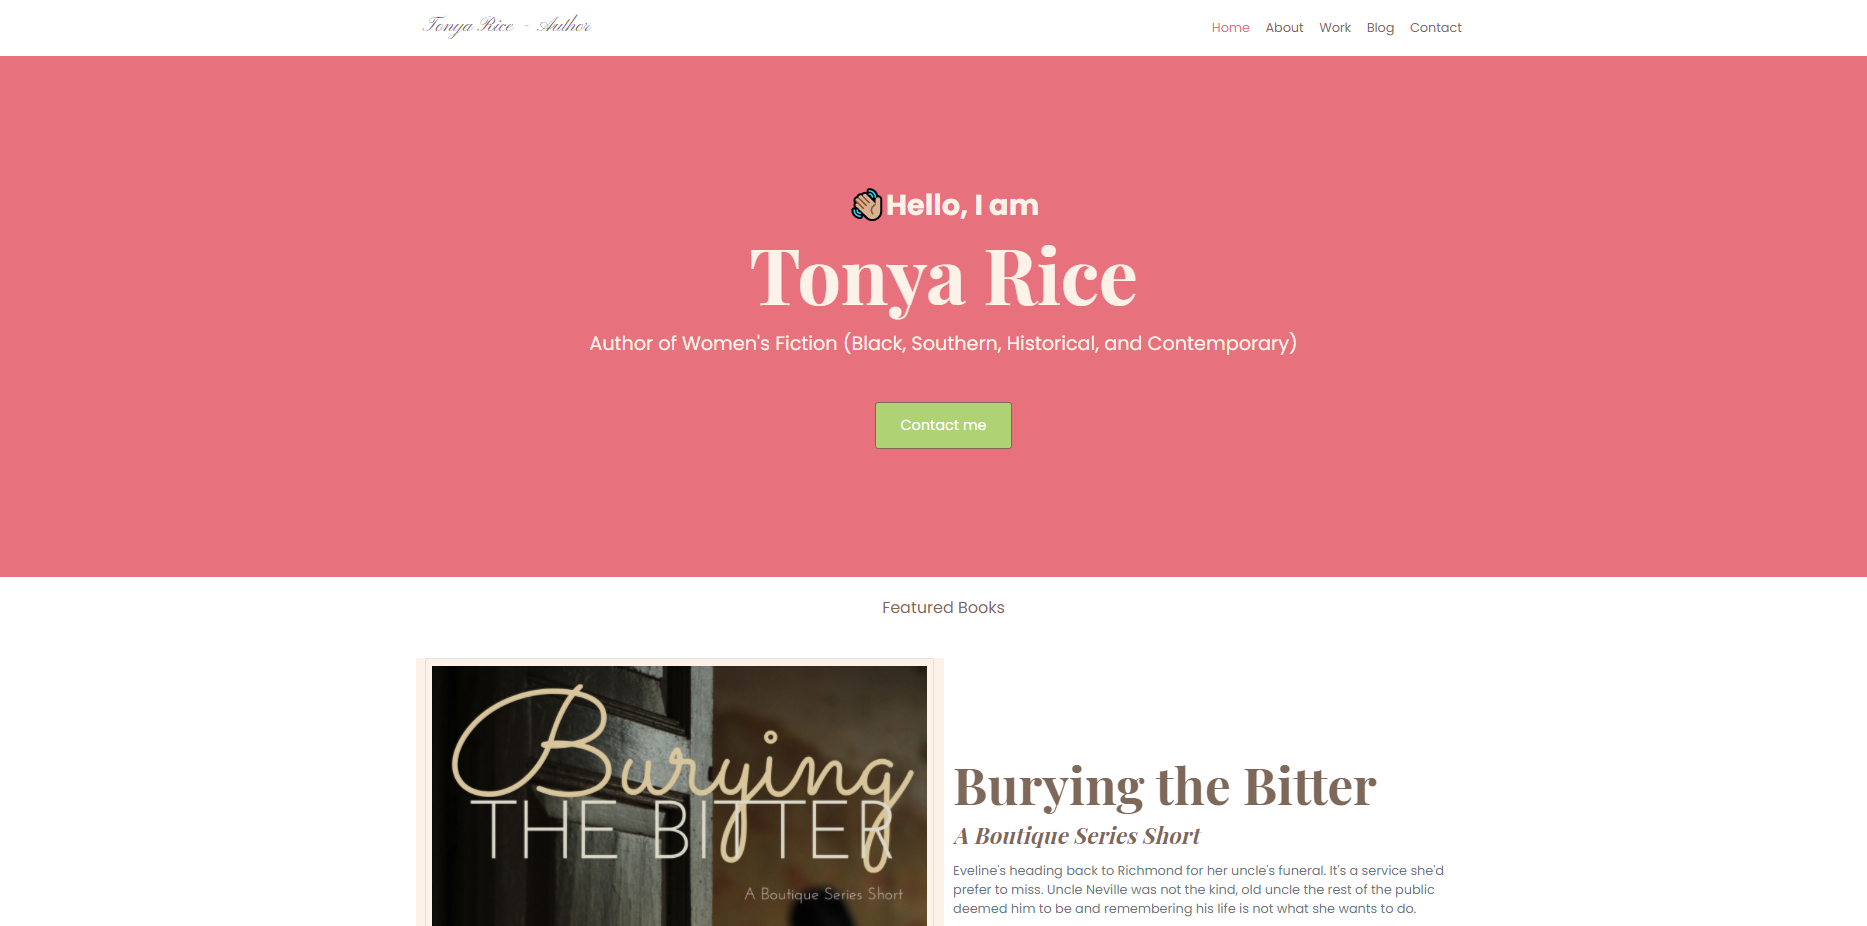 Tonya Rice - Author
Home About Work Blog Contact
Hello, I am
Tonya Rice
Author of Women's Fiction (Black, Southern, Historical, and Contemporary)
Contact me
Featured Books
Burying
THE BITTER
A Boutique Series Short
Burying the Bitter
A Boutique Series Short
Eveline's heading back to Richmond for her uncle's funeral. It's a service she'd
prefer to miss. Uncle Neville was not the kind, old uncle the rest of the public
deemed him to be and remembering his life is not what she wants to do.